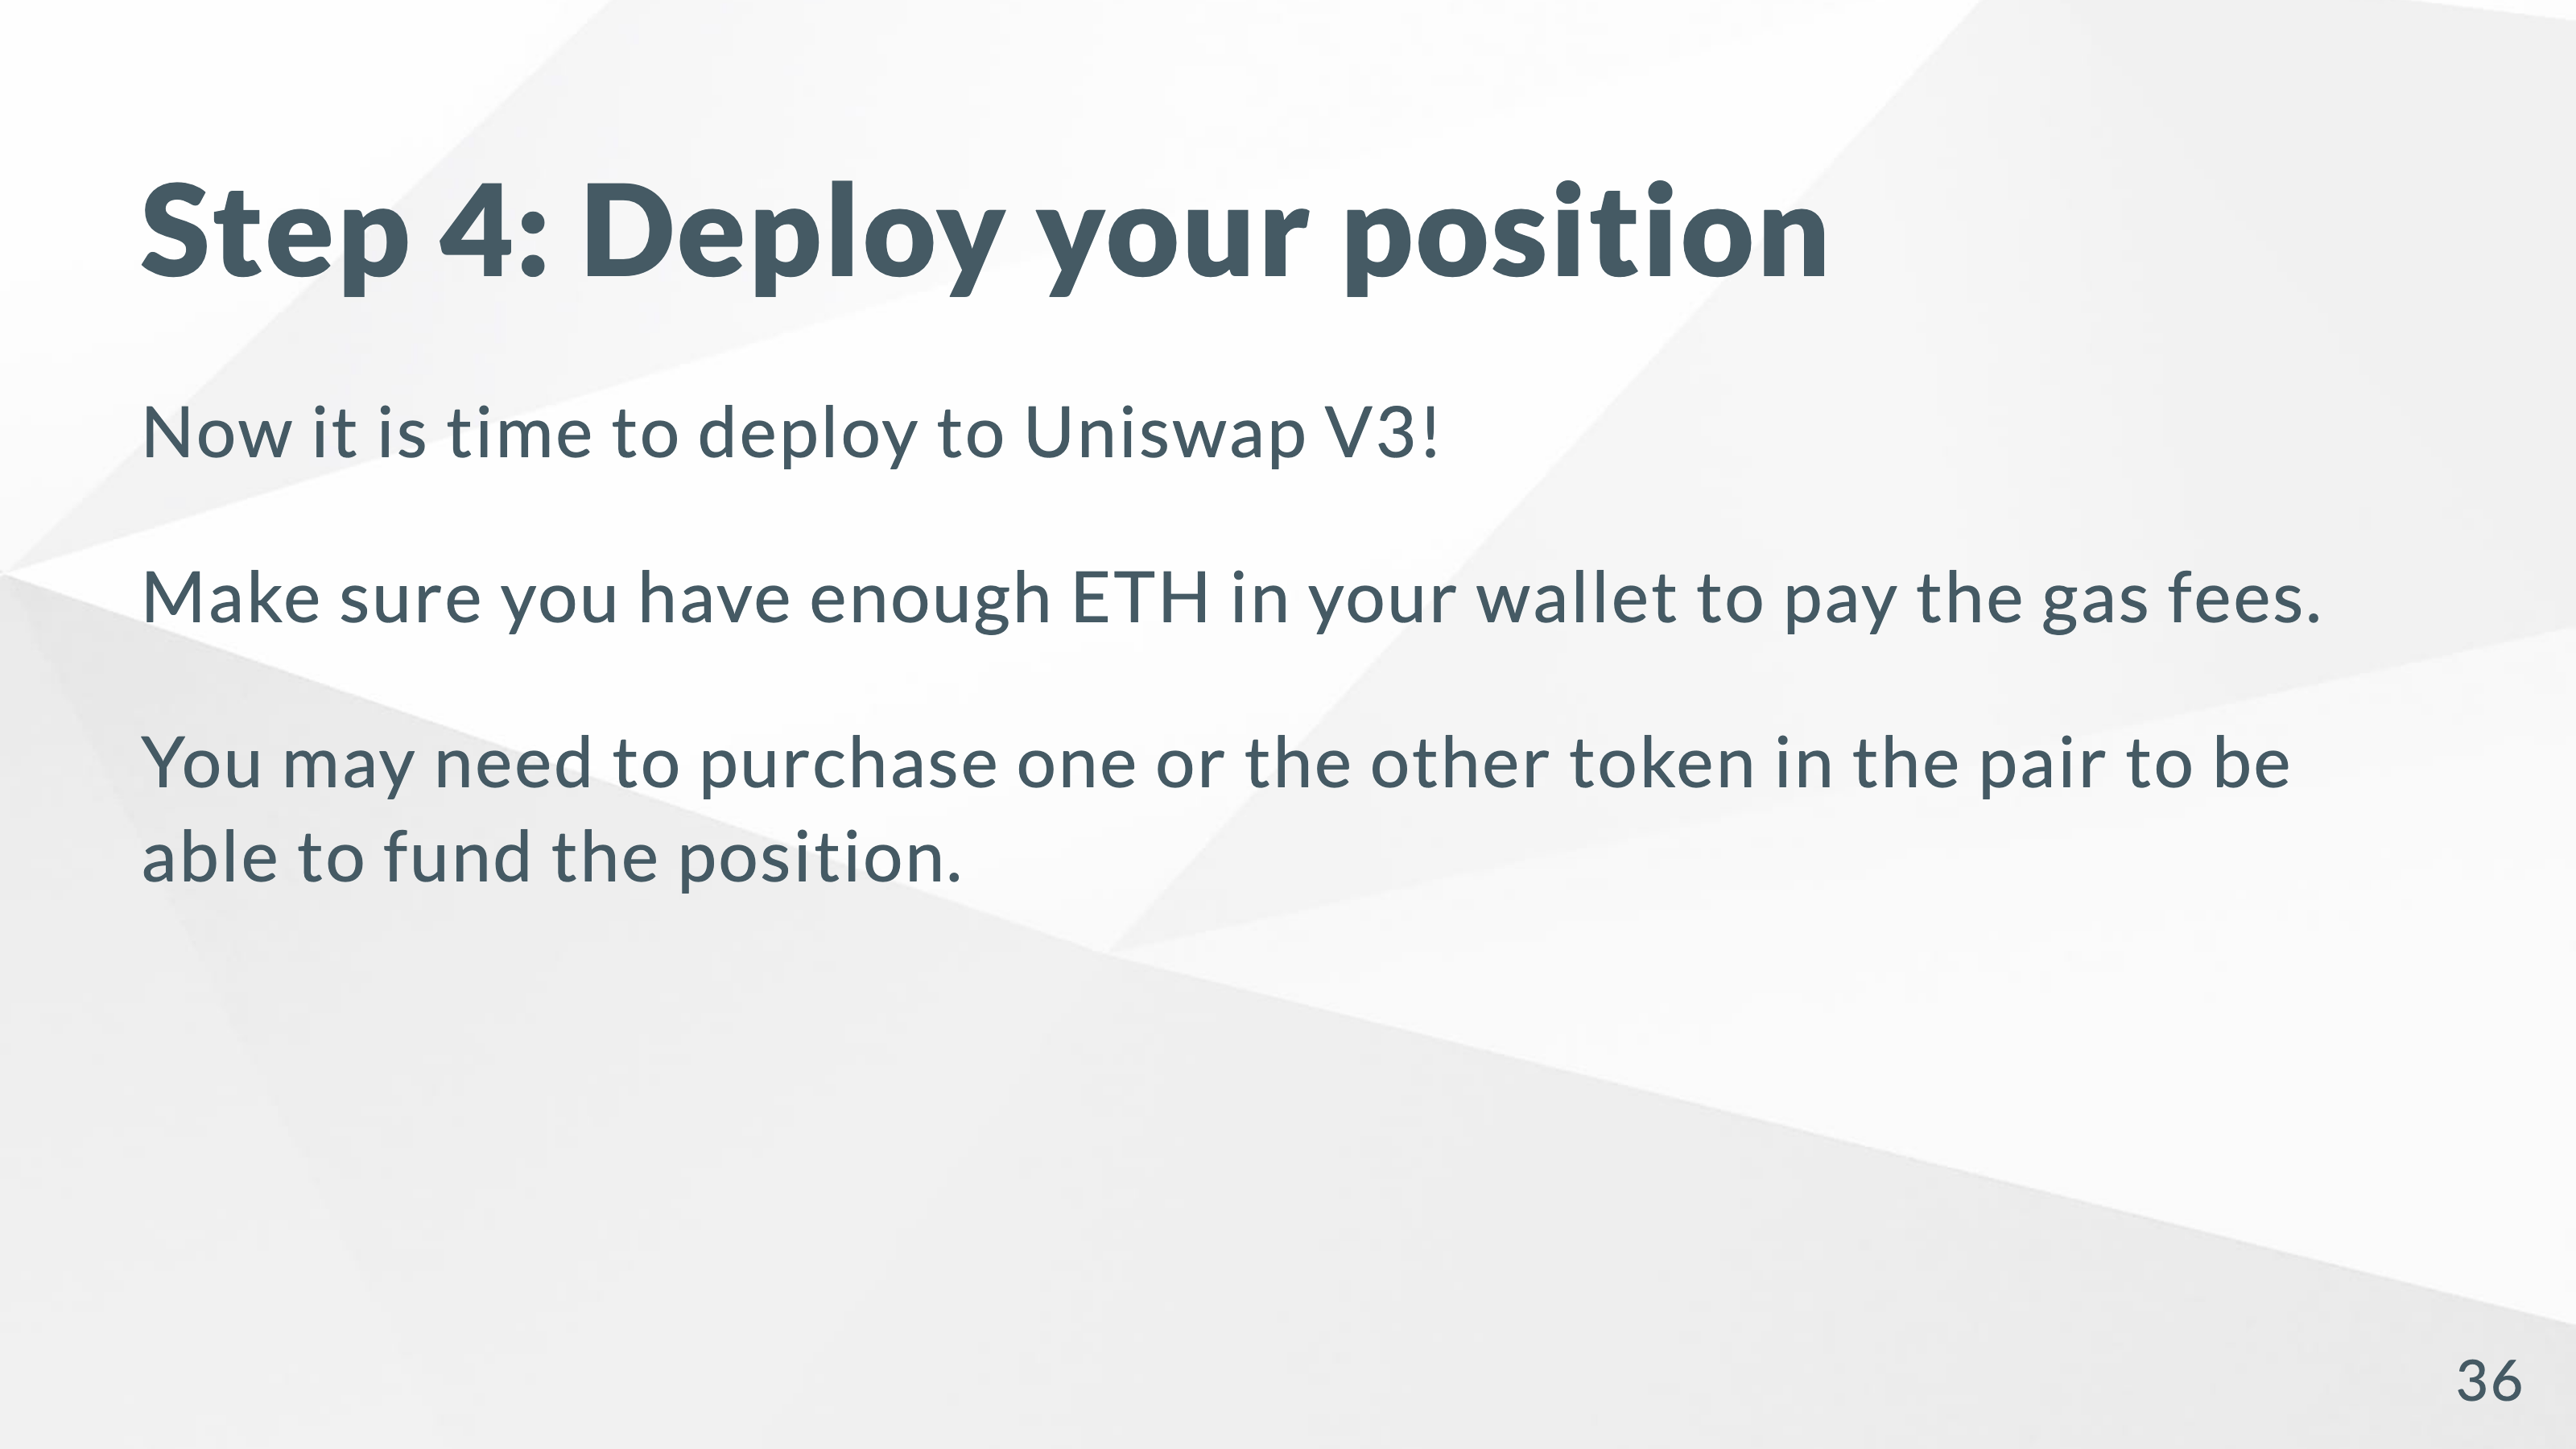 Step 4: Deploy your position
Now it is time to deploy to Uniswap V3!
Make sure you have enough ETH in your wallet to pay the gas fees.
You may need to purchase one or the other token in the pair to be
able to fund the position.
36